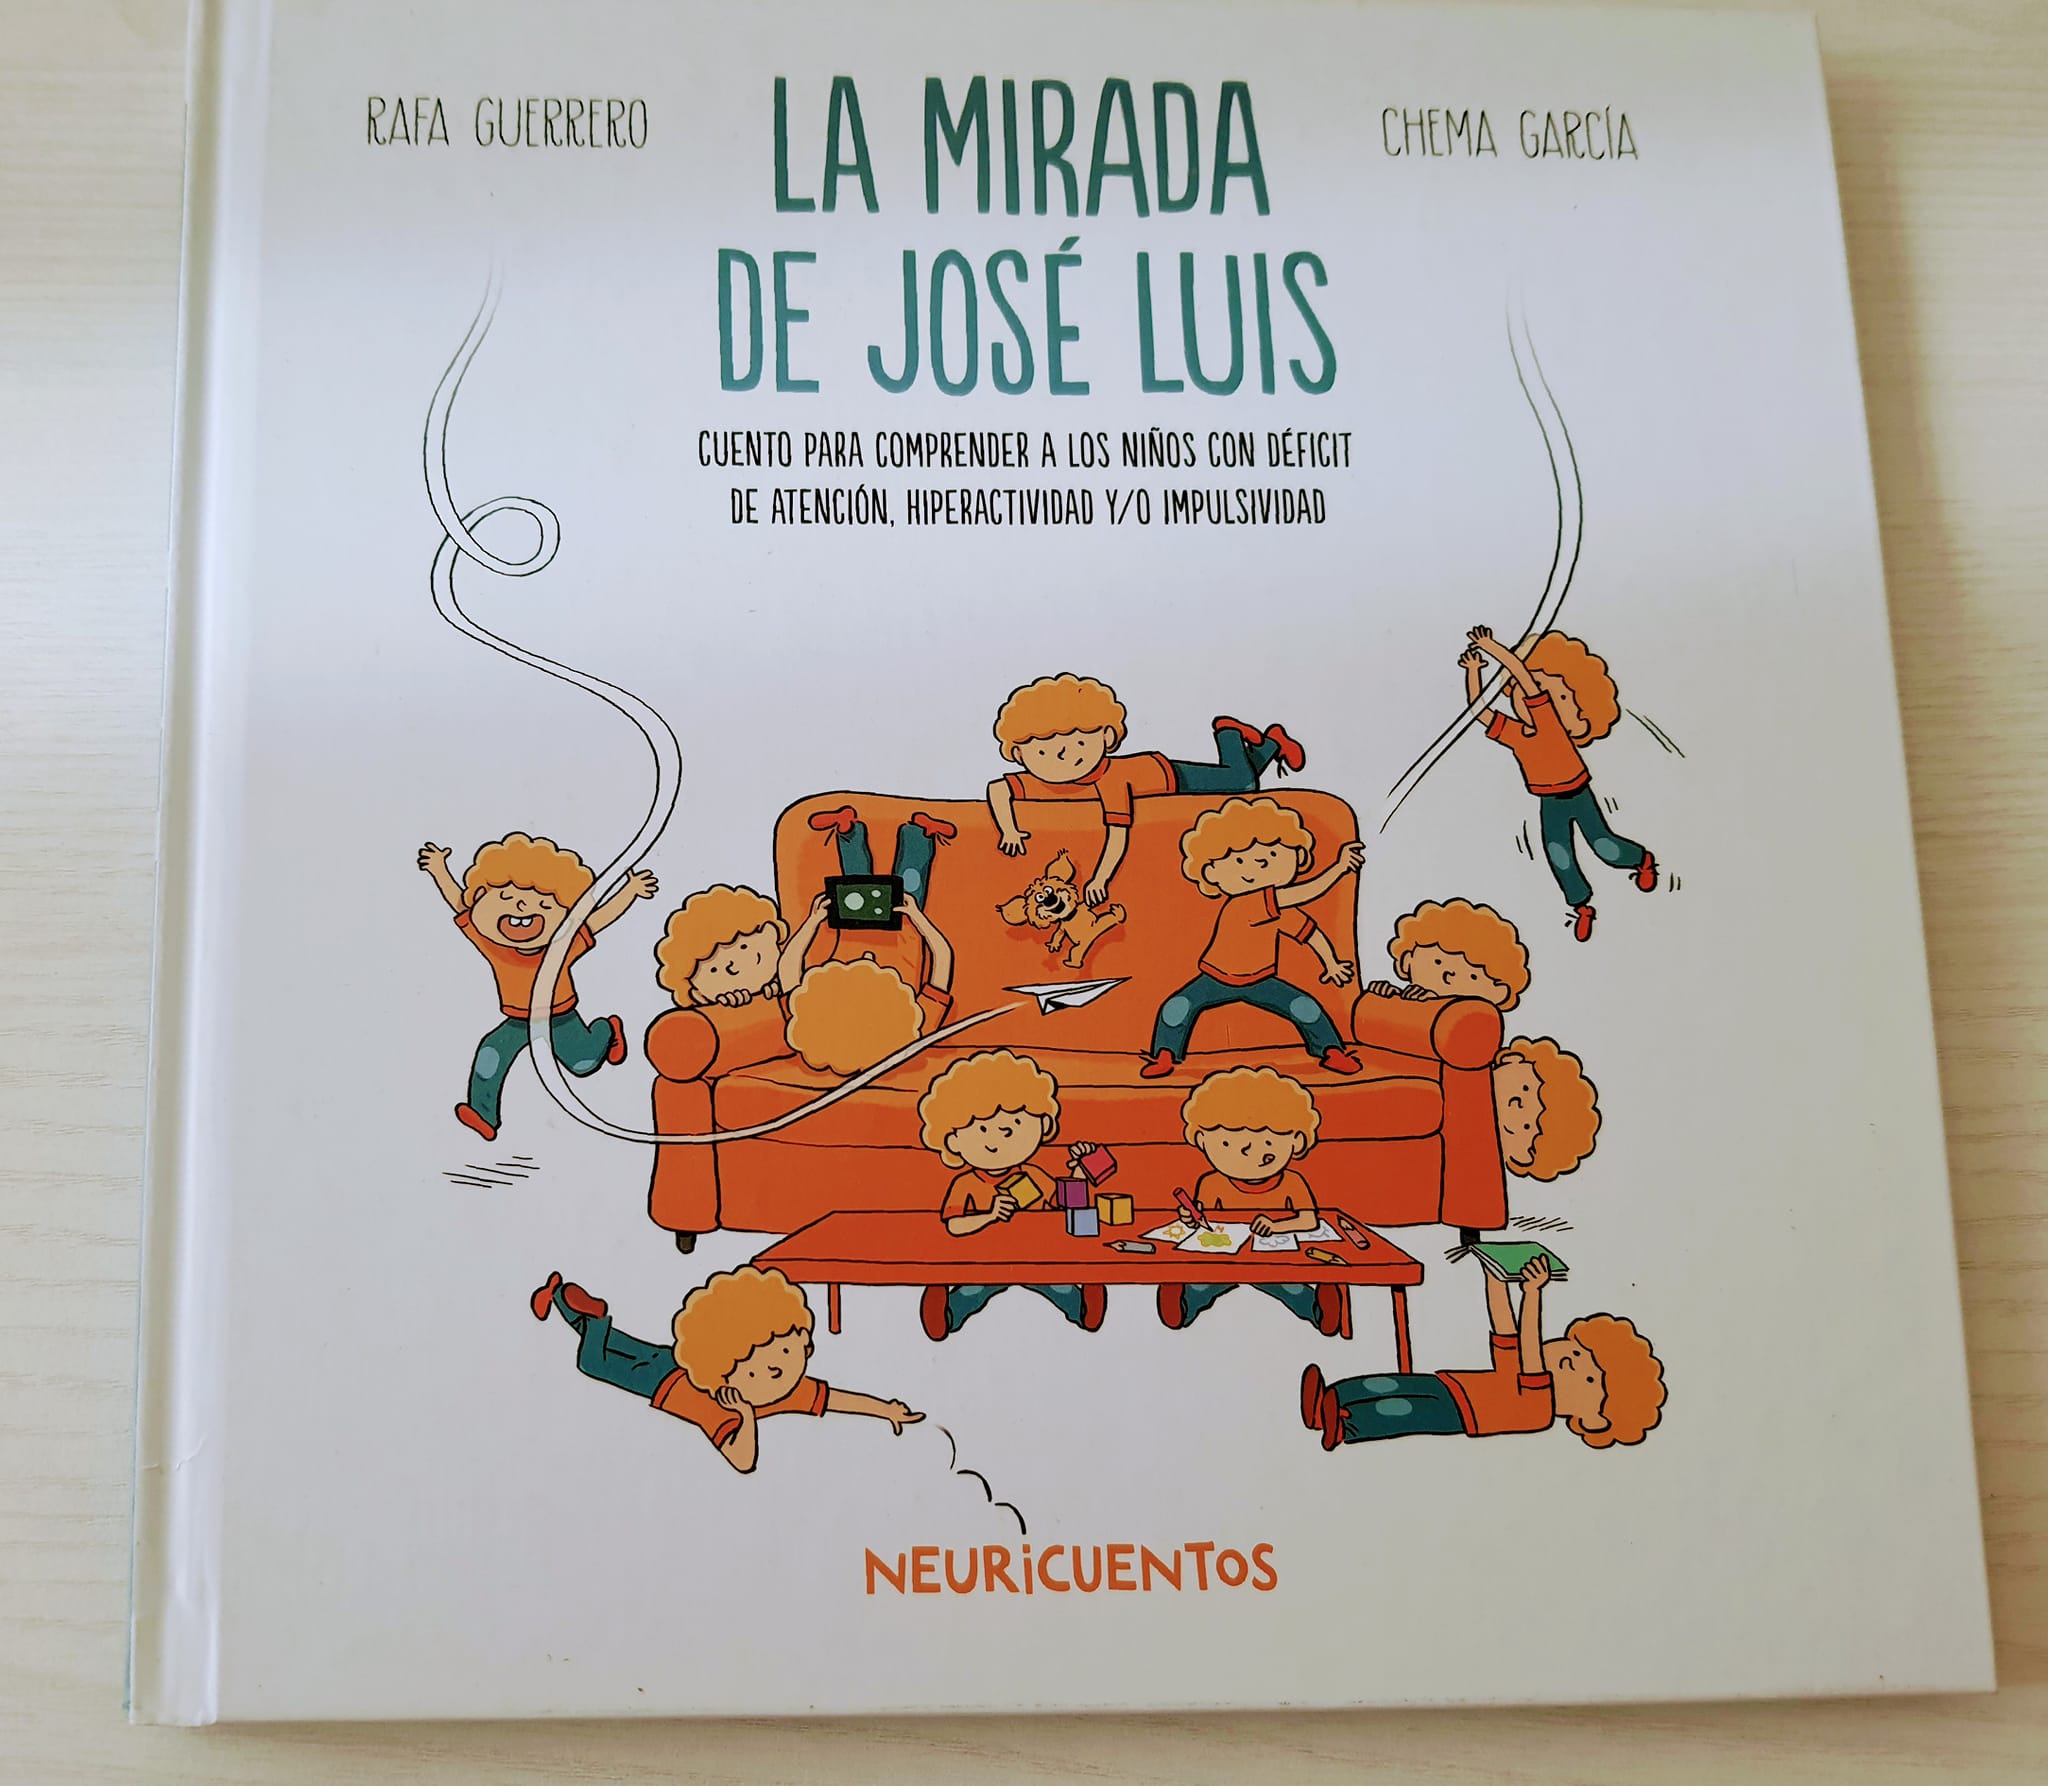 RAFA GUERRERO
LA MIRADA
DE JOSÉ LUIS
CHEMA GARCÍA
CUENTO PARA COMPRENDER A LOS NIÑOS CON DÉFICIT
DE ATENCIÓN, HIPERACTIVIDAD Y/O IMPULSIVIDAD
NEURiCUENTOS